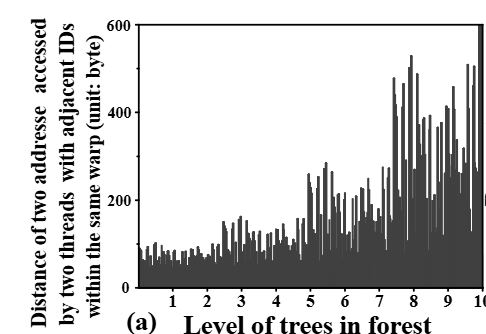 Distance of two addresse accessed
by two threads with adjacent IDs
within the same warp (unit: byte)
600
400
200
0
1 2 3 4 5 6 7 8 9 10
(a) Level of trees in forest